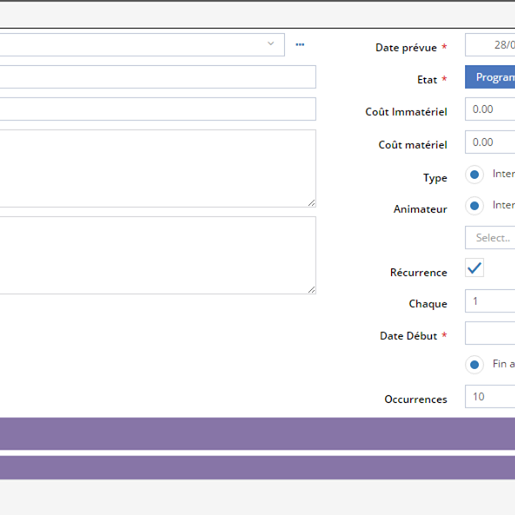 Date prévue * 28/0
Etat * Program
Coût Immatériel 0.00
Coût matériel 0.00
Type Inter
Animateur Inter
Select..
Récurrence
Chaque 1
Date Début *
Fin a
Occurrences 10